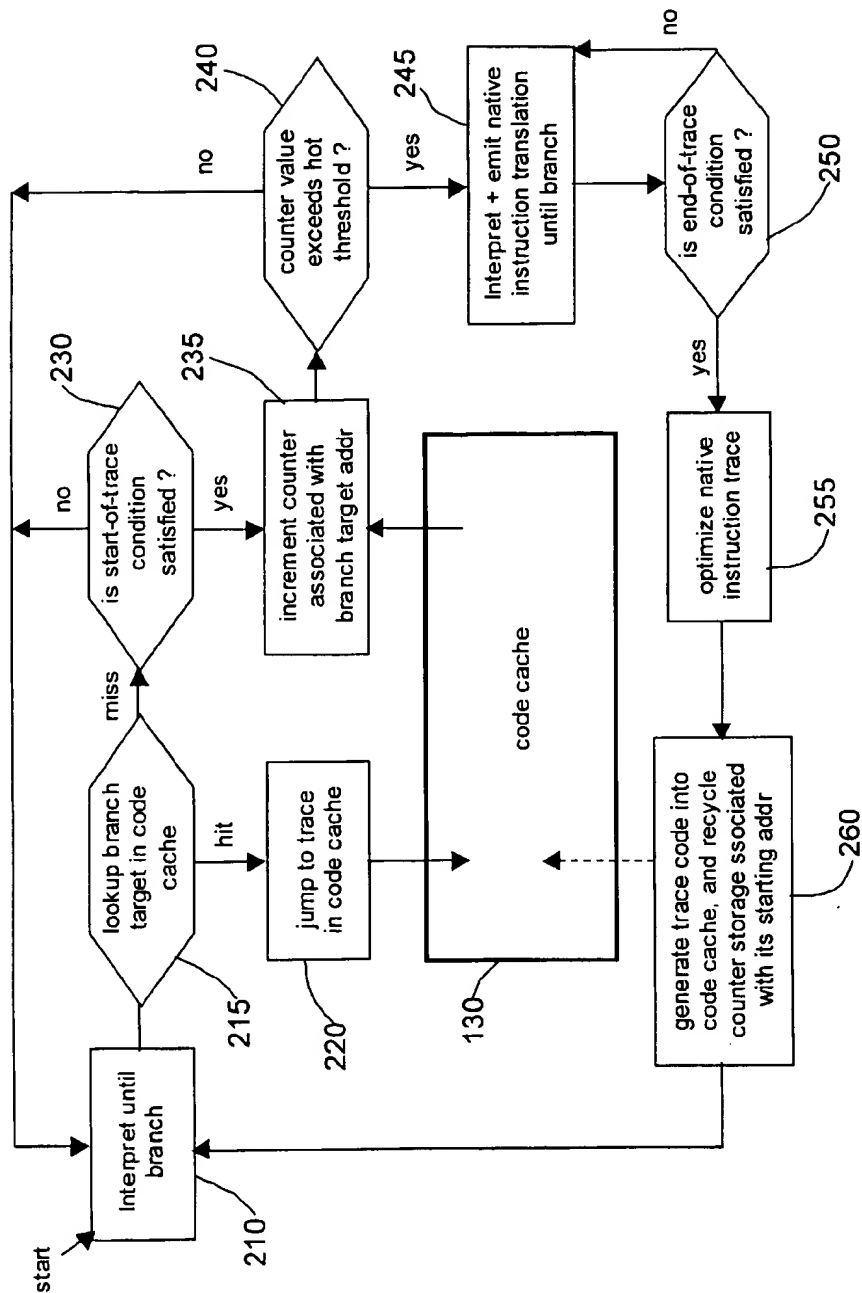 start
Interpret until
branch
210
lookup branch
target in code
cache
215
miss
hit
is start-of-trace
condition
satisfied ?
230
no
yes
jump to trace
in code cache
220
increment counter
associated with
branch target addr
235
counter value
exceeds hot
threshold ?
240
no
yes
Interpret + emit native
instruction translation
until branch
245
is end-of-trace
condition
satisfied ?
250
no
yes
code cache
130
optimize native
instruction trace
255
generate trace code into
code cache, and recycle
counter storage ssociated
with its starting addr
260